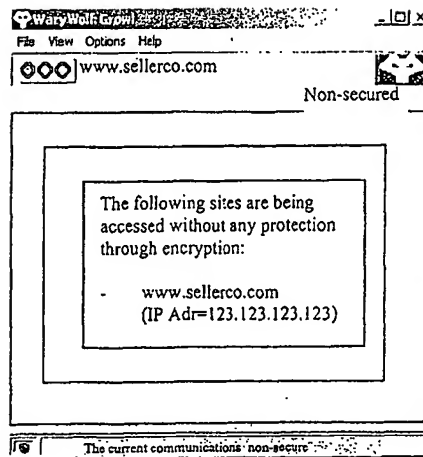 WaryWolf: Growl
File View Options Help
www.sellerco.com
Non-secured
The following sites are being
accessed without any protection
through encryption:
- www.sellerco.com
(IP Adr=123.123.123.123)
The current communications non-secure